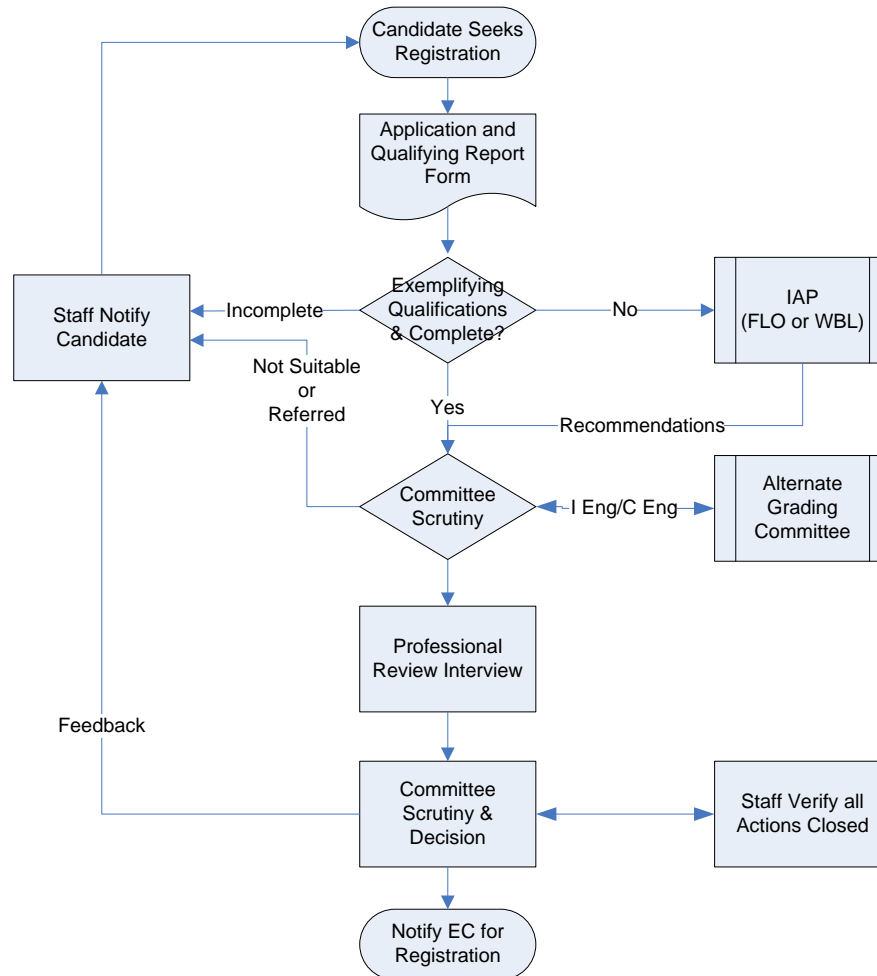 Candidate Seeks
Registration
Application and
Qualifying Report
Form
Exemplifying
Qualifications
& Complete?
Incomplete
No
Staff Notify
Candidate
IAP
(FLO or WBL)
Not Suitable
or
Referred
Yes
Recommendations
Committee
Scrutiny
I Eng/C Eng
Alternate
Grading
Committee
Professional
Review Interview
Feedback
Committee
Scrutiny &
Decision
Staff Verify all
Actions Closed
Notify EC for
Registration